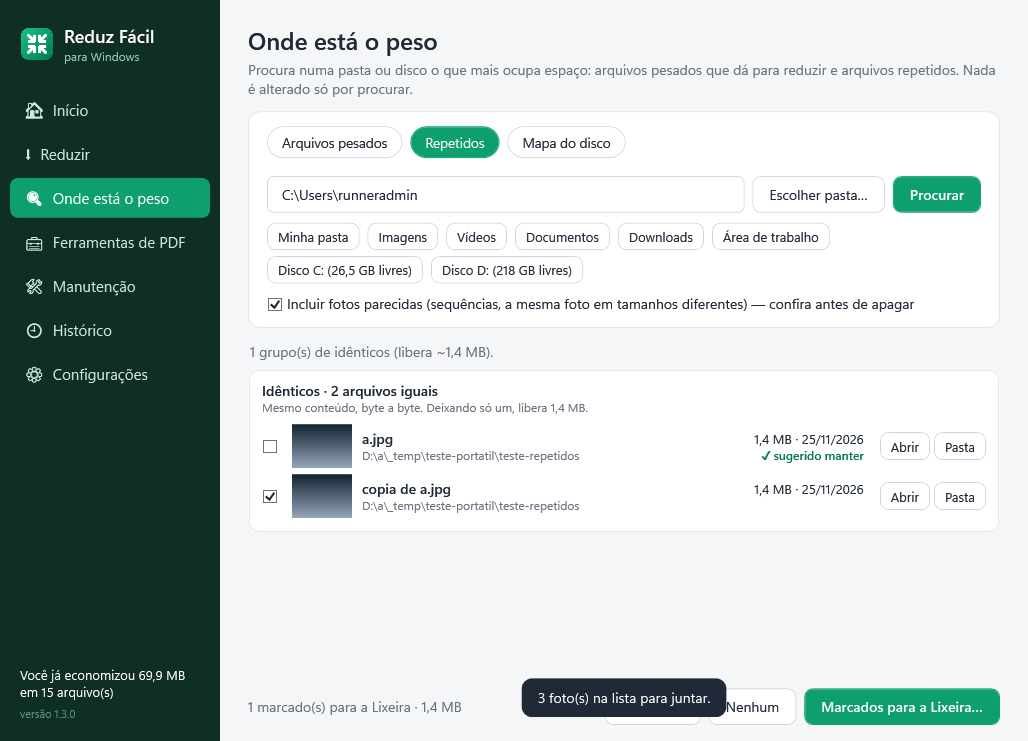 Reduz Fácil
para Windows
Início
Reduzir
Onde está o peso
Ferramentas de PDF
Manutenção
Histórico
Configurações
Você já economizou 69,9 MB
em 15 arquivo(s)
versão 1.3.0
Onde está o peso
Procura numa pasta ou disco o que mais ocupa espaço: arquivos pesados que dá para reduzir e arquivos repetidos. Nada
é alterado só por procurar.
Arquivos pesados Repetidos Mapa do disco
C:\Users\runneradmin Escolher pasta... Procurar
Minha pasta Imagens Vídeos Documentos Downloads Área de trabalho
Disco C: (26,5 GB livres) Disco D: (218 GB livres)
Incluir fotos parecidas (sequências, a mesma foto em tamanhos diferentes) — confira antes de apagar
1 grupo(s) de idênticos (libera ~1,4 MB).
Idênticos · 2 arquivos iguais
Mesmo conteúdo, byte a byte. Deixando só um, libera 1,4 MB.
a.jpg 1,4 MB · 25/11/2026 Abrir Pasta
D:\a\_temp\teste-portatil\teste-repetidos ✓ sugerido manter
copia de a.jpg 1,4 MB · 25/11/2026 Abrir Pasta
D:\a\_temp\teste-portatil\teste-repetidos
1 marcado(s) para a Lixeira · 1,4 MB 3 foto(s) na lista para juntar. Nenhum Marcados para a Lixeira...